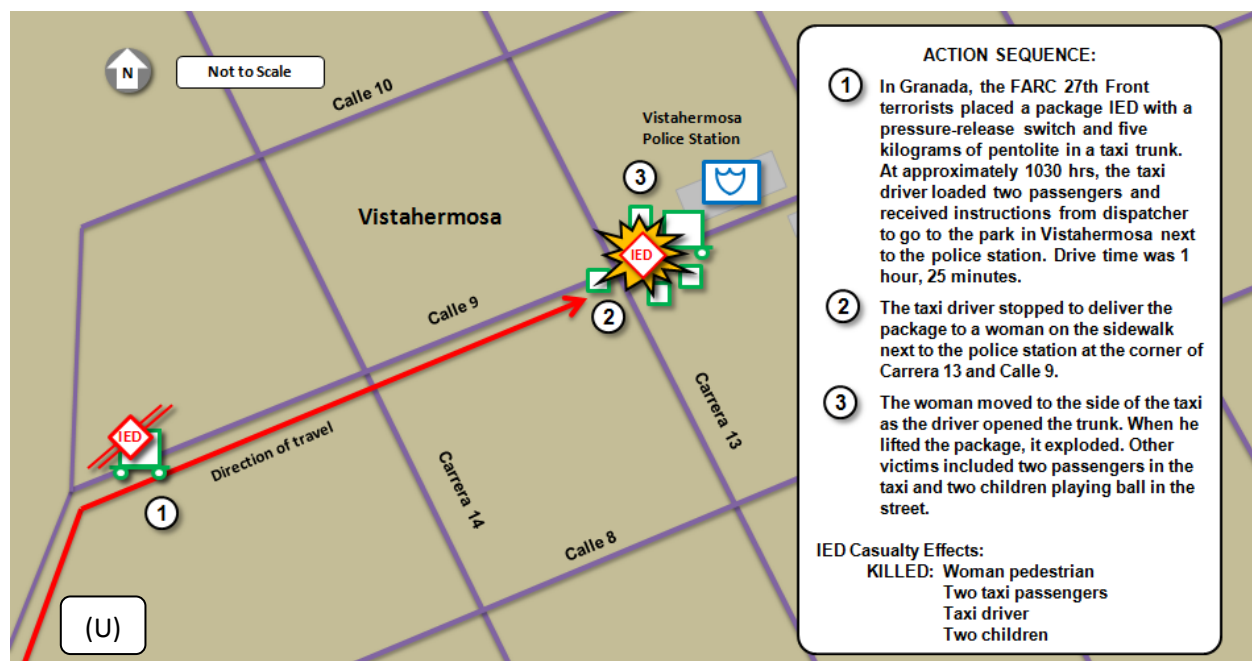 N
Not to Scale
Calle 10
Vistahermosa
Police Station
3
Vistahermosa
IED
Calle 9
2
IED
Direction of travel
1
Carrera 13
Carrera 14
Calle 8
(U)
ACTION SEQUENCE:
1
In Granada, the FARC 27th Front
terrorists placed a package IED with a
pressure-release switch and five
kilograms of pentolite in a taxi trunk.
At approximately 1030 hrs, the taxi
driver loaded two passengers and
received instructions from dispatcher
to go to the park in Vistahermosa next
to the police station. Drive time was 1
hour, 25 minutes.
2
The taxi driver stopped to deliver the
package to a woman on the sidewalk
next to the police station at the corner of
Carrera 13 and Calle 9.
3
The woman moved to the side of the taxi
as the driver opened the trunk. When he
lifted the package, it exploded. Other
victims included two passengers in the
taxi and two children playing ball in the
street.
IED Casualty Effects:
KILLED: Woman pedestrian
Two taxi passengers
Taxi driver
Two children